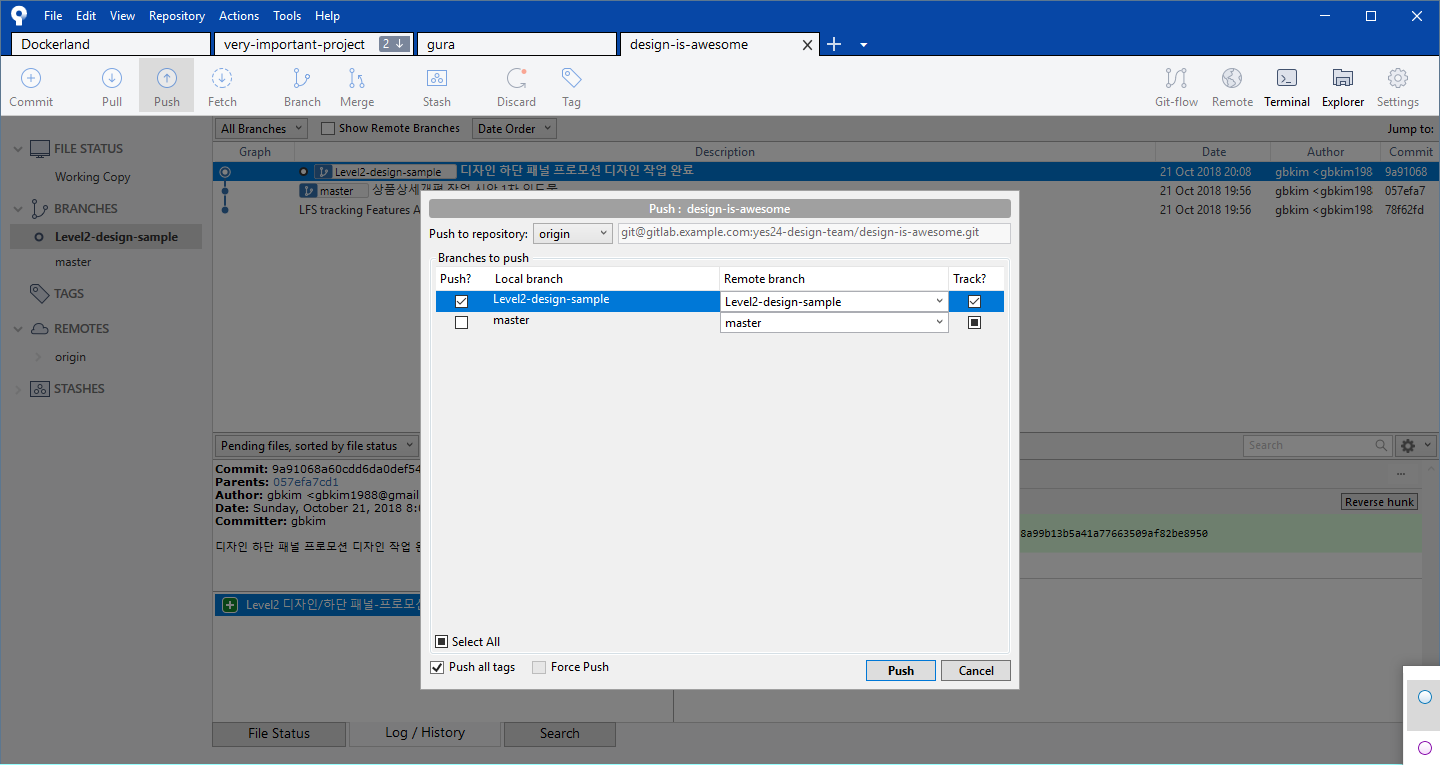 File Edit View Repository Actions Tools Help
Dockerland very-important-project 2 gura design-is-awesome
Commit Pull Push Fetch Branch Merge Stash Discard Tag Git-flow Remote Terminal Explorer Settings
All Branches Show Remote Branches Date Order Jump to:
Graph Description Date Author Commit
Level2-design-sample 디자인 하단 패널 프로모션 디자인 작업 완료 21 Oct 2018 20:08 gbkim <gbkim198 9a91068
master 상품상세개편 작업 시안 1차 21 Oct 2018 19:56 gbkim <gbkim198 057efa7
LFS tracking Features A 21 Oct 2018 19:56 gbkim <gbkim198 78f62fd
FILE STATUS
Working Copy
BRANCHES
Level2-design-sample
master
TAGS
REMOTES
origin
STASHES
Push : design-is-awesome
Push to repository: origin git@gitlab.example.com:yes24-design-team/design-is-awesome.git
Branches to push
Push? Local branch Remote branch Track?
Level2-design-sample Level2-design-sample
master master
Select All
Push all tags Force Push Push Cancel
Pending files, sorted by file status Search
Commit: 9a91068a60cdd6da0def54
Parents: 057efa7cd1
Author: gbkim <gbkim1988@gmail
Date: Sunday, October 21, 2018 8:0
Committer: gbkim
디자인 하단 패널 프로모션 디자인 작업 완
Level2 디자인/하단 패널-프로모션
...
Reverse hunk
8a99b13b5a41a77663509af82be8950
File Status Log / History Search